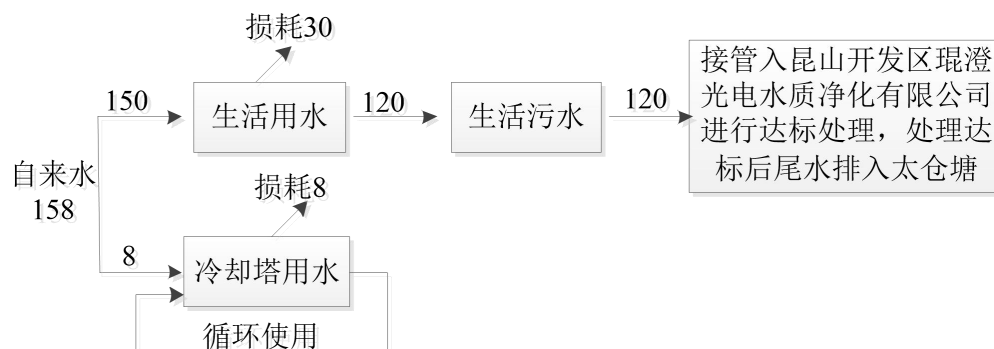 损耗30
150
生活用水
120
生活污水
120
接管入昆山开发区琨澄
光电水质净化有限公司
进行达标处理，处理达
标后尾水排入太仓塘
自来水
158
损耗8
8
冷却塔用水
循环使用